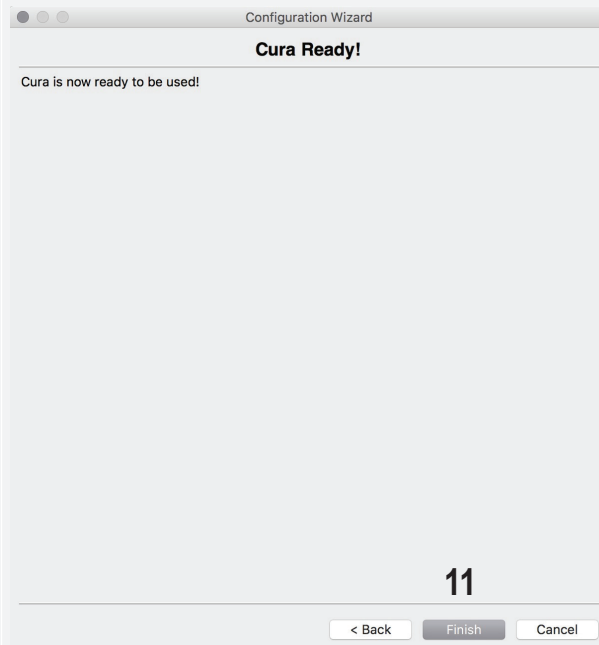 Configuration Wizard
Cura Ready!
Cura is now ready to be used!
11
< Back Finish Cancel